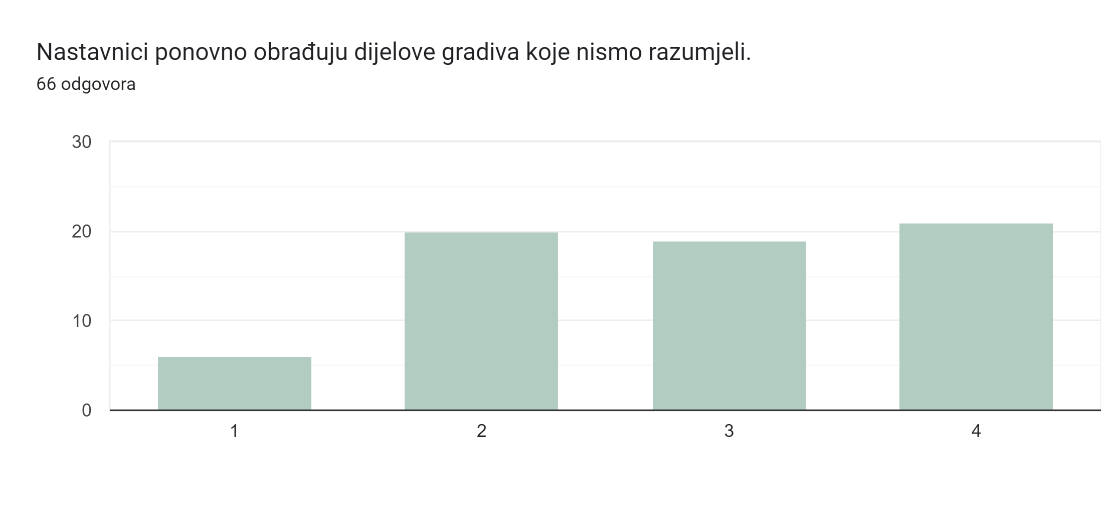 Nastavnici ponovno obrađuju dijelove gradiva koje nismo razumjeli.
66 odgovora
30
20
10
0
1 2 3 4